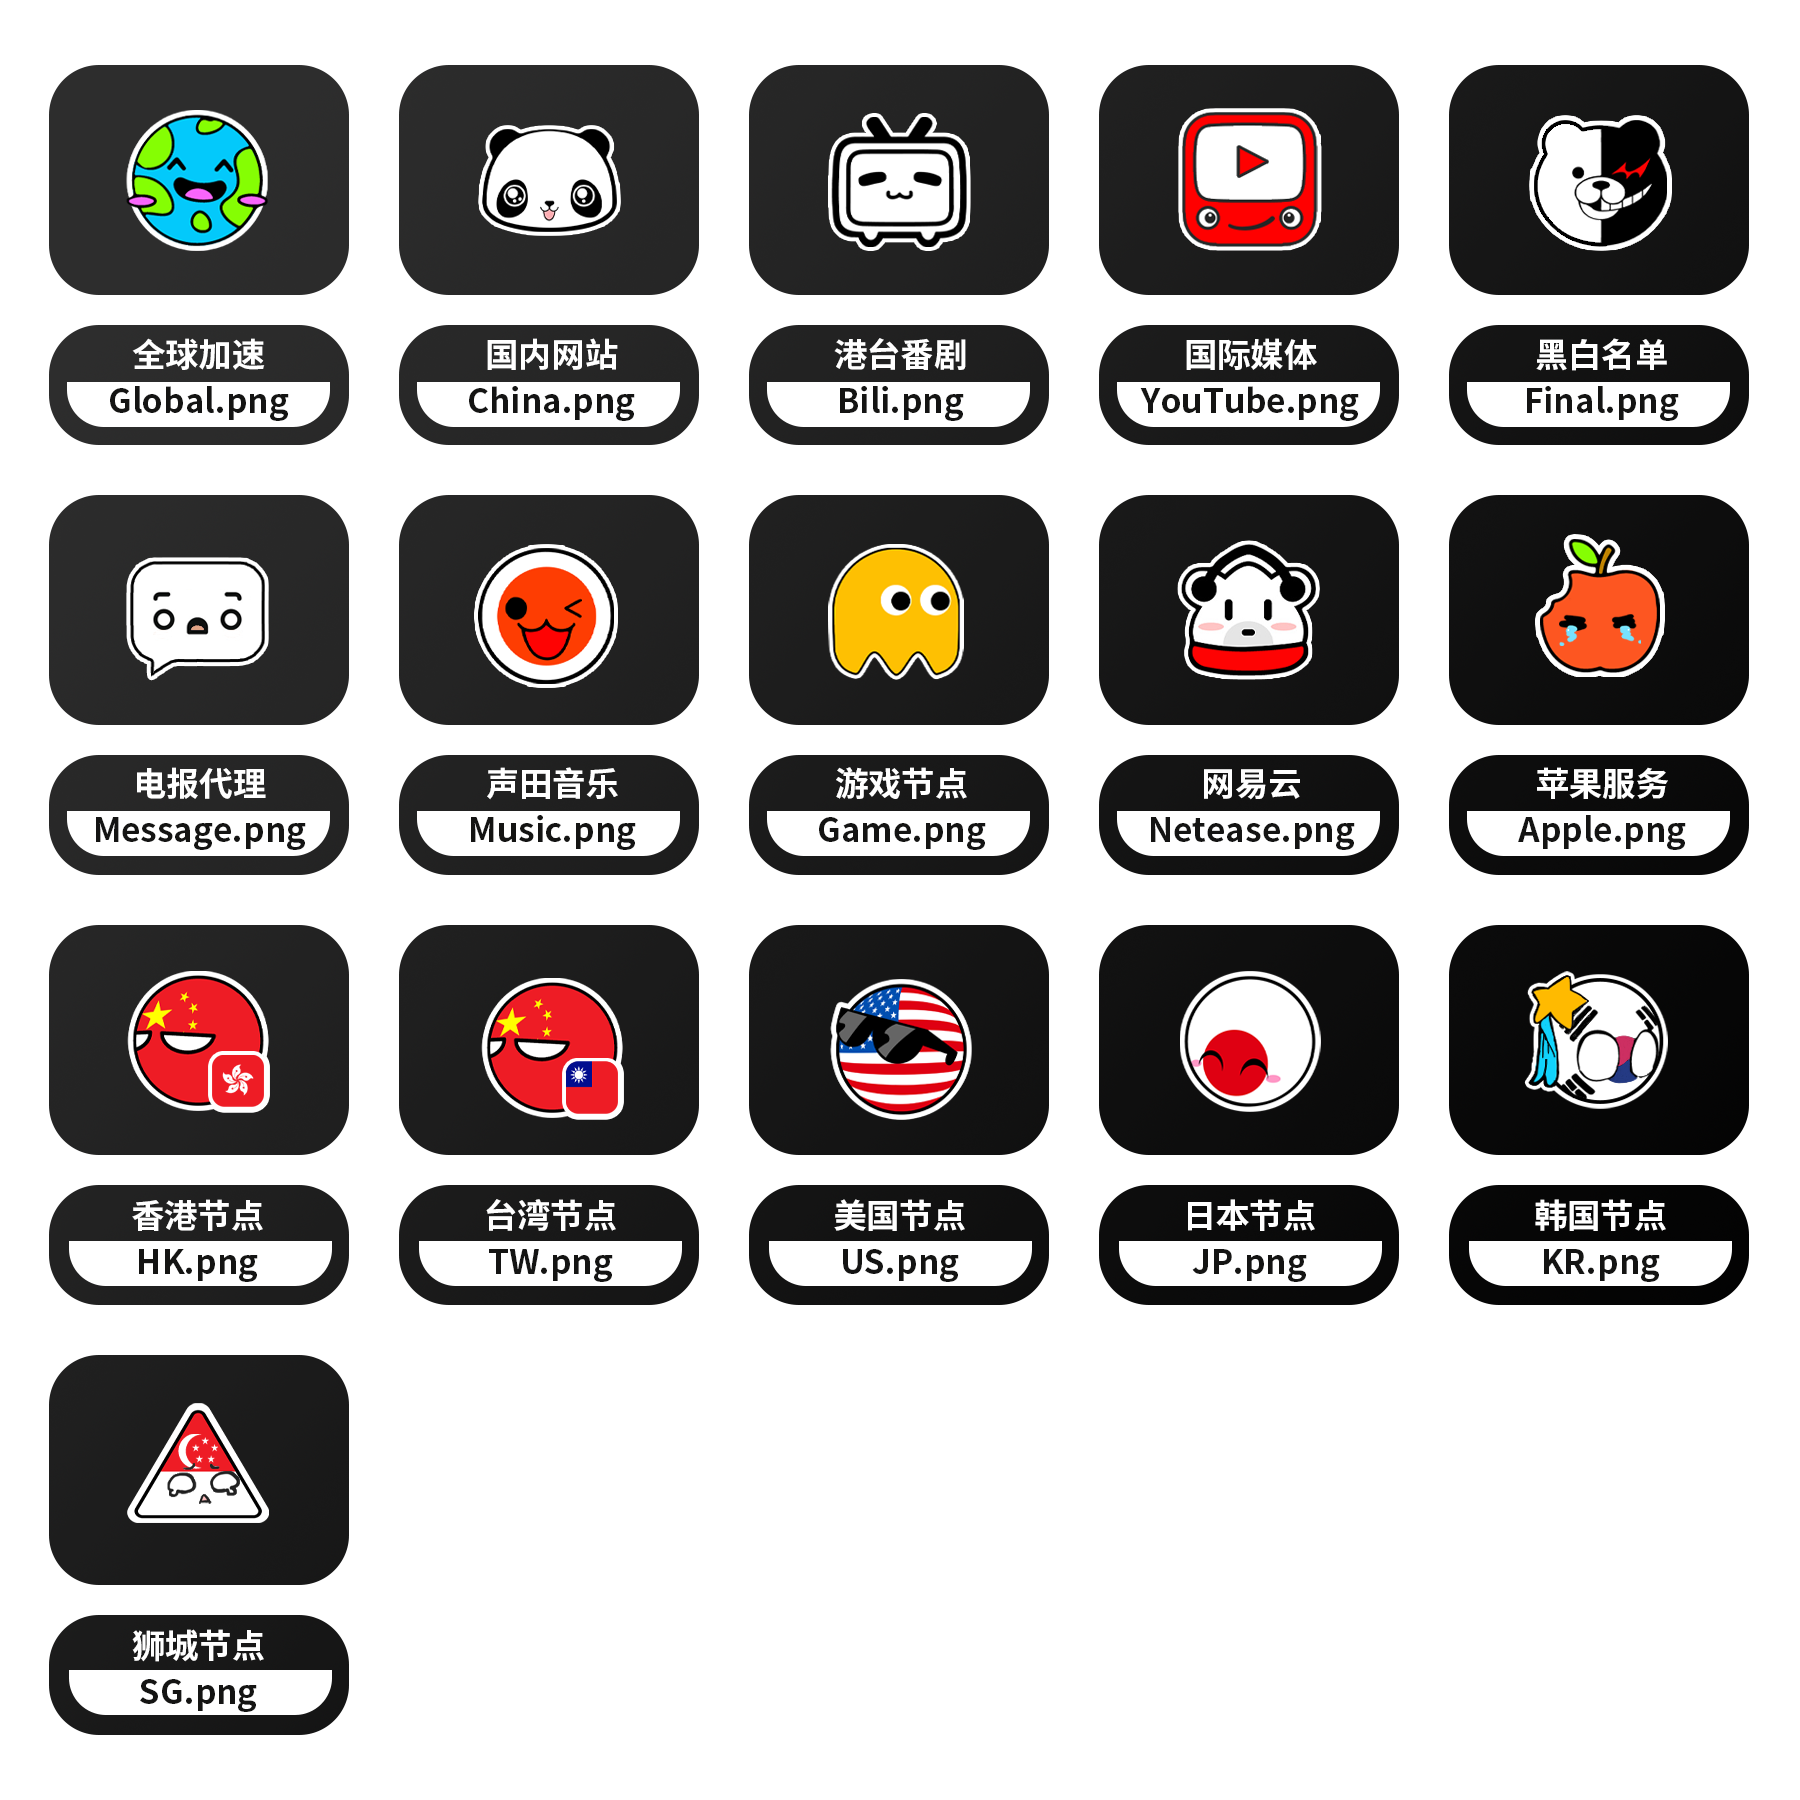 全球加速
Global.png
国内网站
China.png
港台番剧
Bili.png
国际媒体
YouTube.png
黑白名单
Final.png
电报代理
Message.png
声田音乐
Music.png
游戏节点
Game.png
网易云
Netease.png
苹果服务
Apple.png
香港节点
HK.png
台湾节点
TW.png
美国节点
US.png
日本节点
JP.png
韩国节点
KR.png
狮城节点
SG.png